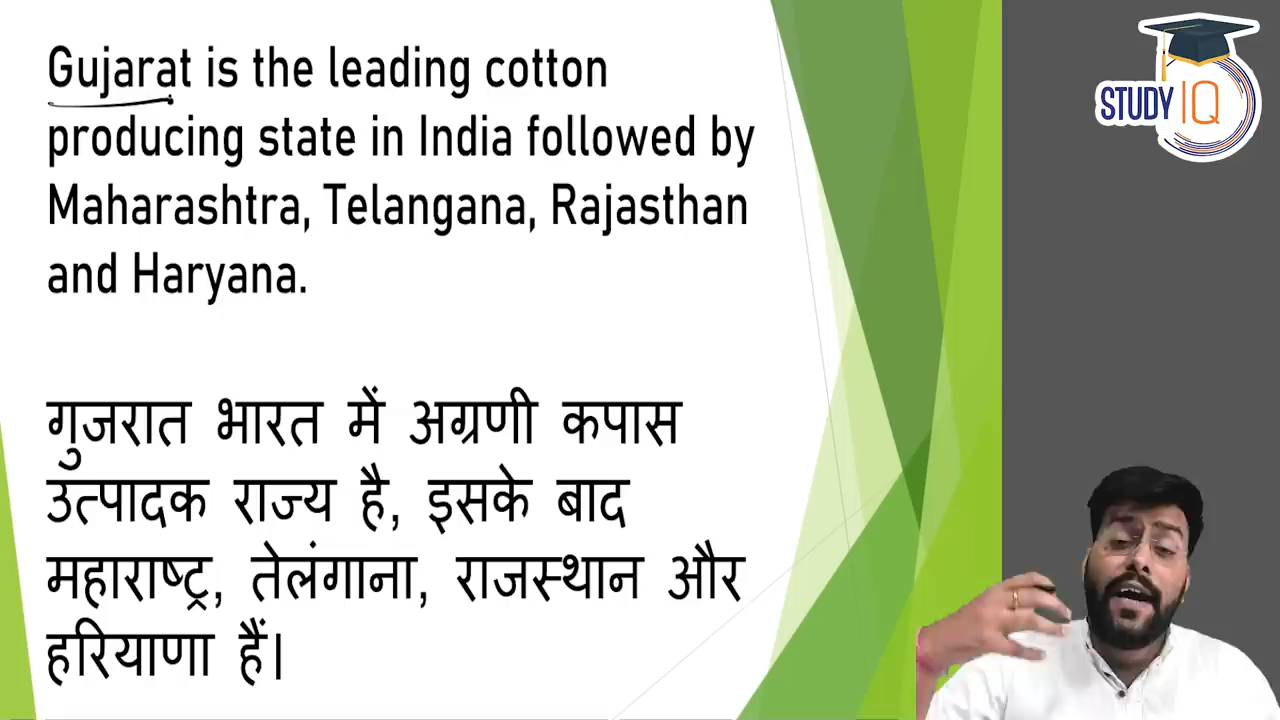 Gujarat is the leading cotton
producing state in India followed by
Maharashtra, Telangana, Rajasthan
and Haryana.
गुजरात भारत में अग्रणी कपास
उत्पादक राज्य है, इसके बाद
महाराष्ट्र, तेलंगाना, राजस्थान और
हरियाणा हैं।
STUDY IQ